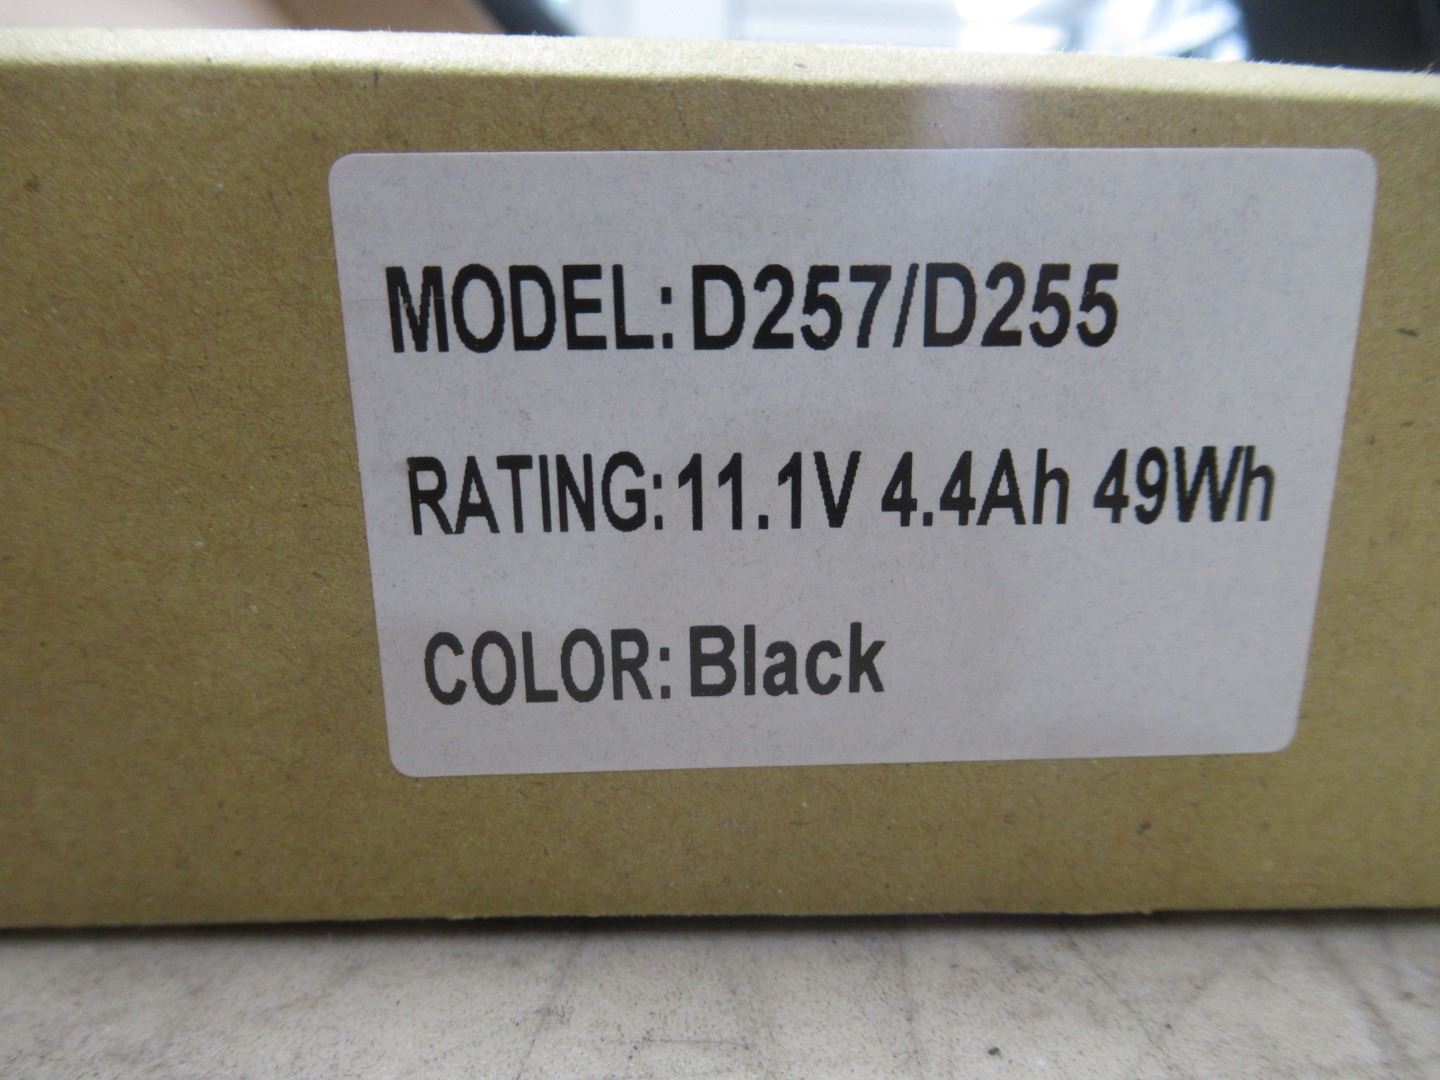 MODEL:D257/D255
RATING:11.1V 4.4Ah 49Wh
COLOR:Black